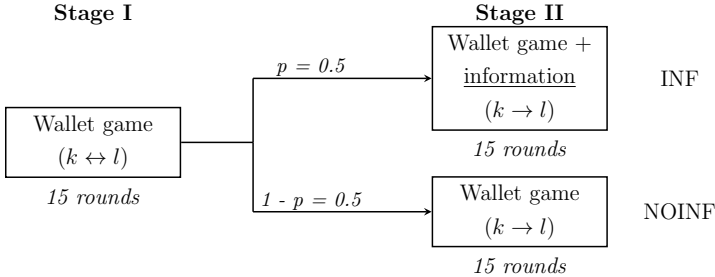 Stage I
Stage II
Wallet game
(k ↔ l)
15 rounds
p = 0.5
Wallet game +
information
(k → l)
15 rounds
INF
1 - p = 0.5
Wallet game
(k → l)
15 rounds
NOINF